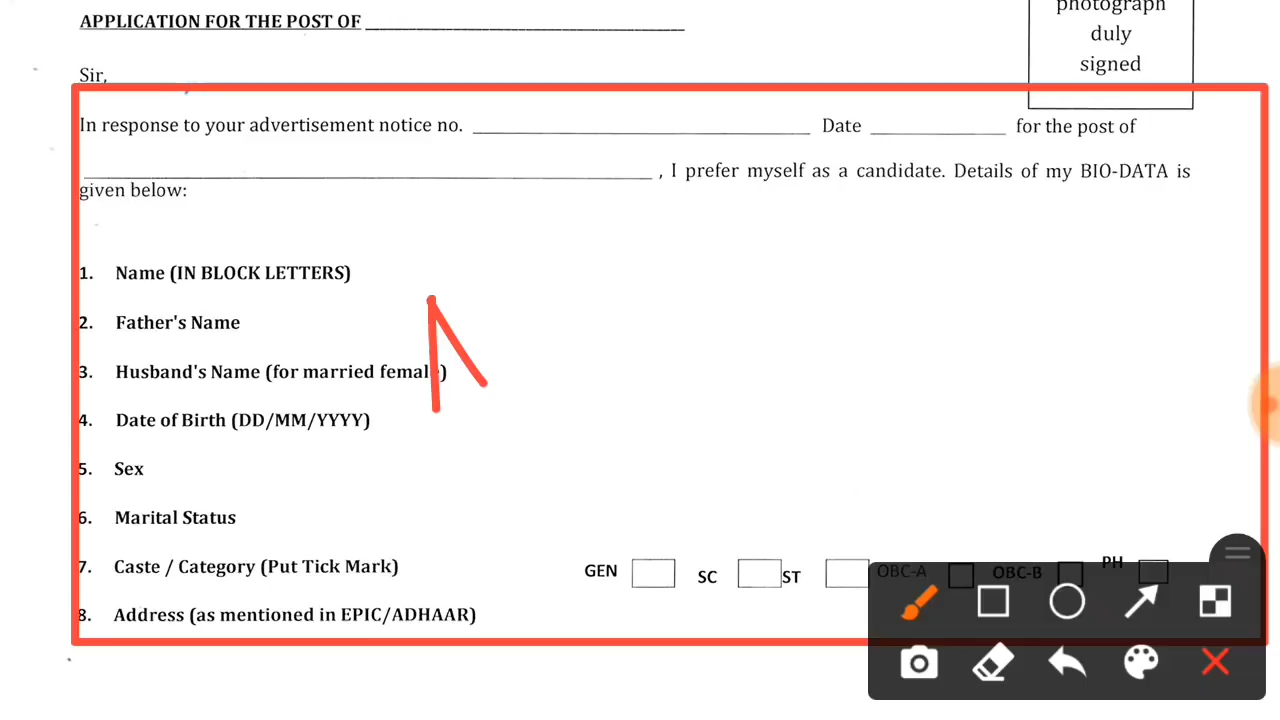 APPLICATION FOR THE POST OF
photograph
duly
signed
Sir,
In response to your advertisement notice no. Date for the post of
, I prefer myself as a candidate. Details of my BIO-DATA is
given below:
1. Name (IN BLOCK LETTERS)
2. Father's Name
3. Husband's Name (for married female)
4. Date of Birth (DD/MM/YYYY)
5. Sex
6. Marital Status
7. Caste / Category (Put Tick Mark) GEN SC ST OBC-A OBC-B PH
8. Address (as mentioned in EPIC/ADHAAR)